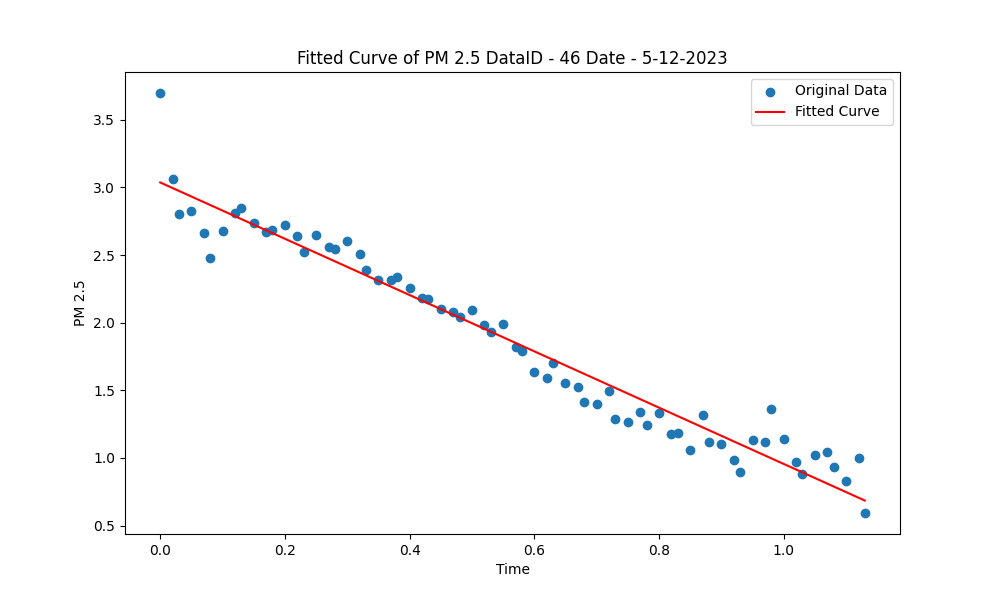 Fitted Curve of PM 2.5 DataID - 46 Date - 5-12-2023
Original Data
Fitted Curve
PM 2.5
3.5
3.0
2.5
2.0
1.5
1.0
0.5
0.0 0.2 0.4 0.6 0.8 1.0
Time